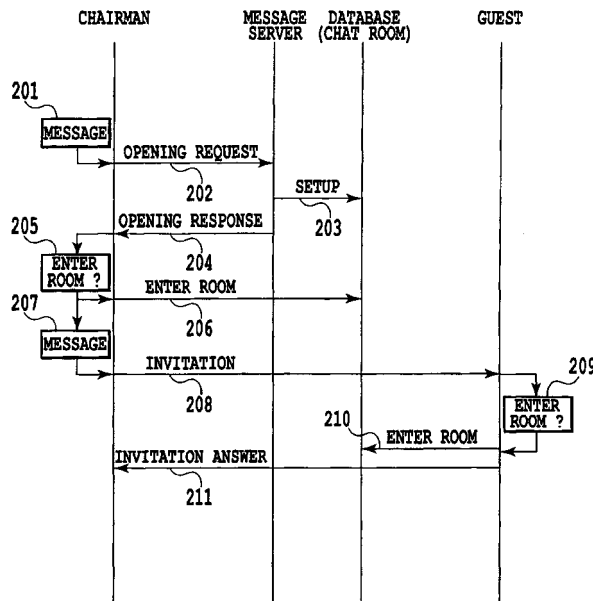 CHAIRMAN
MESSAGE
SERVER
DATABASE
(CHAT ROOM)
GUEST
201
MESSAGE
OPENING REQUEST
202
SETUP
203
OPENING RESPONSE
204
205
ENTER
ROOM ?
ENTER ROOM
206
207
MESSAGE
INVITATION
208
209
ENTER
ROOM ?
210
ENTER ROOM
INVITATION ANSWER
211